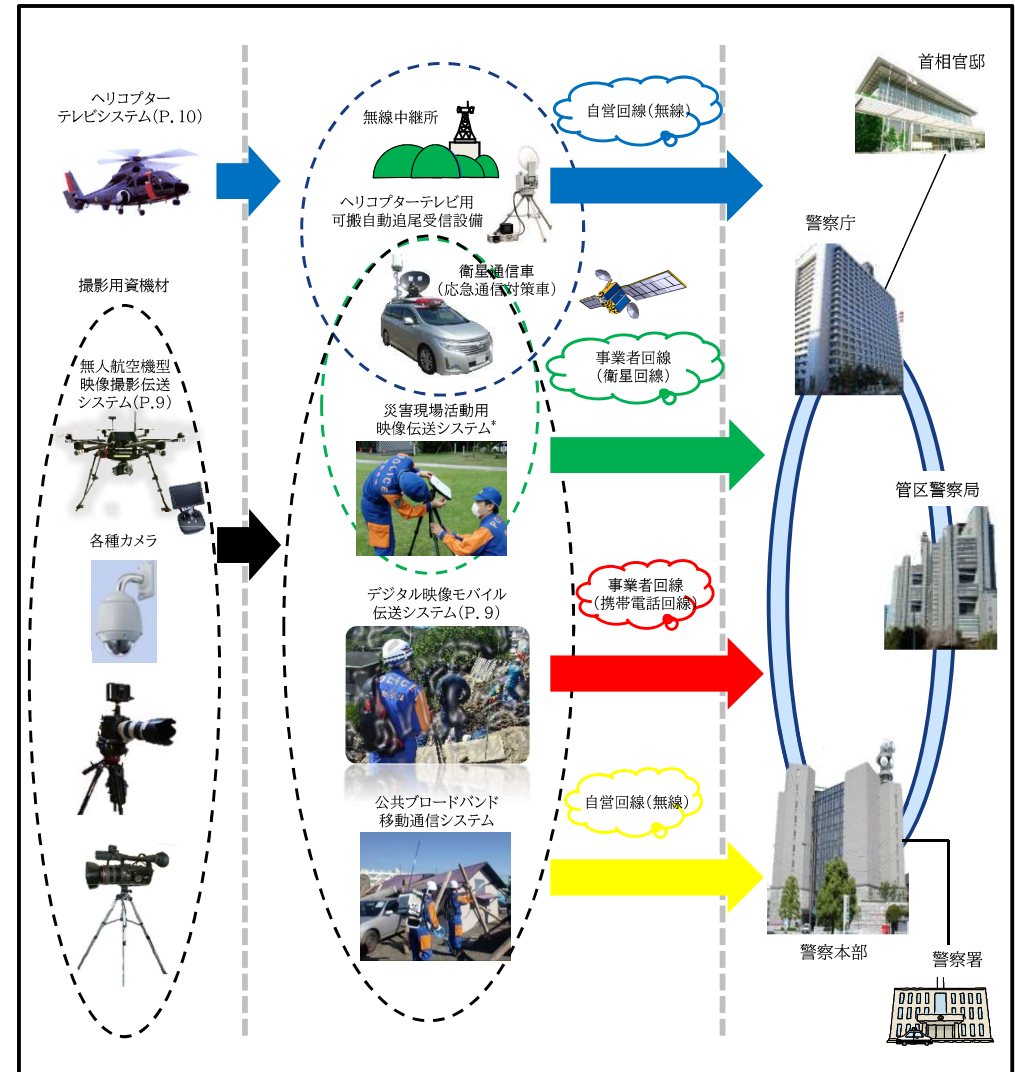 ヘリコプター
テレビシステム(P. 10)
撮影用資機材
無人航空機型
映像撮影伝送
システム(P.9)
各種カメラ
無線中継所
ヘリコプターテレビ用
可搬自動追尾受信設備
衛星通信車
(応急通信対策車)
災害現場活動用
映像伝送システム*
デジタル映像モバイル
伝送システム(P. 9)
公共ブロードバンド
移動通信システム
自営回線(無線)
事業者回線
(衛星回線)
事業者回線
(携帯電話回線)
自営回線(無線)
首相官邸
警察庁
管区警察局
警察本部
警察署
POLICE